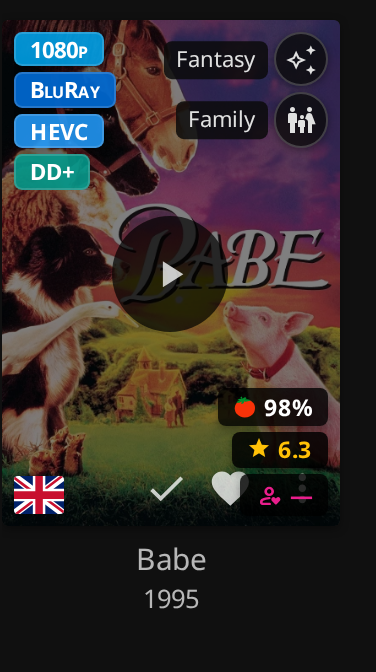 1080P
BLURAY
HEVC
DD+
Fantasy
Family
BABE
98%
6.3
Babe
1995